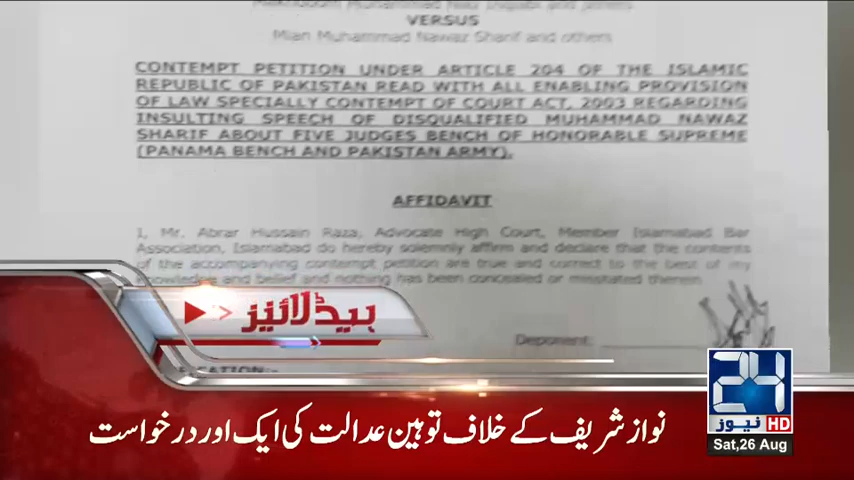 VERSUS
Mian Muhammad Nawaz Sharif and others
CONTEMPT PETITION UNDER ARTICLE 204 OF THE ISLAMIC
REPUBLIC OF PAKISTAN READ WITH ALL ENABLING PROVISION
OF LAW SPECIALLY CONTEMPT OF COURT ACT, 2003 REGARDING
INSULTING SPEECH OF DISQUALIFIED MUHAMMAD NAWAZ
SHARIF ABOUT FIVE JUDGES BENCH OF HONORABLE SUPREME
(PANAMA BENCH AND PAKISTAN ARMY).
AFFIDAVIT
I, Mr. Abrar Hussain Raza, Advocate High Court, Member Islamabad Bar
Association, Islamabad do hereby solemnly affirm and declare that the contents
of the accompanying contempt petition are true and correct to the best of my
knowledge and belief and nothing has been concealed or misstated therein
ہیڈلائنز
Deponent
نواز شریف کے خلاف توہین عدالت کی ایک اور درخواست
24
نیوز HD
Sat,26 Aug